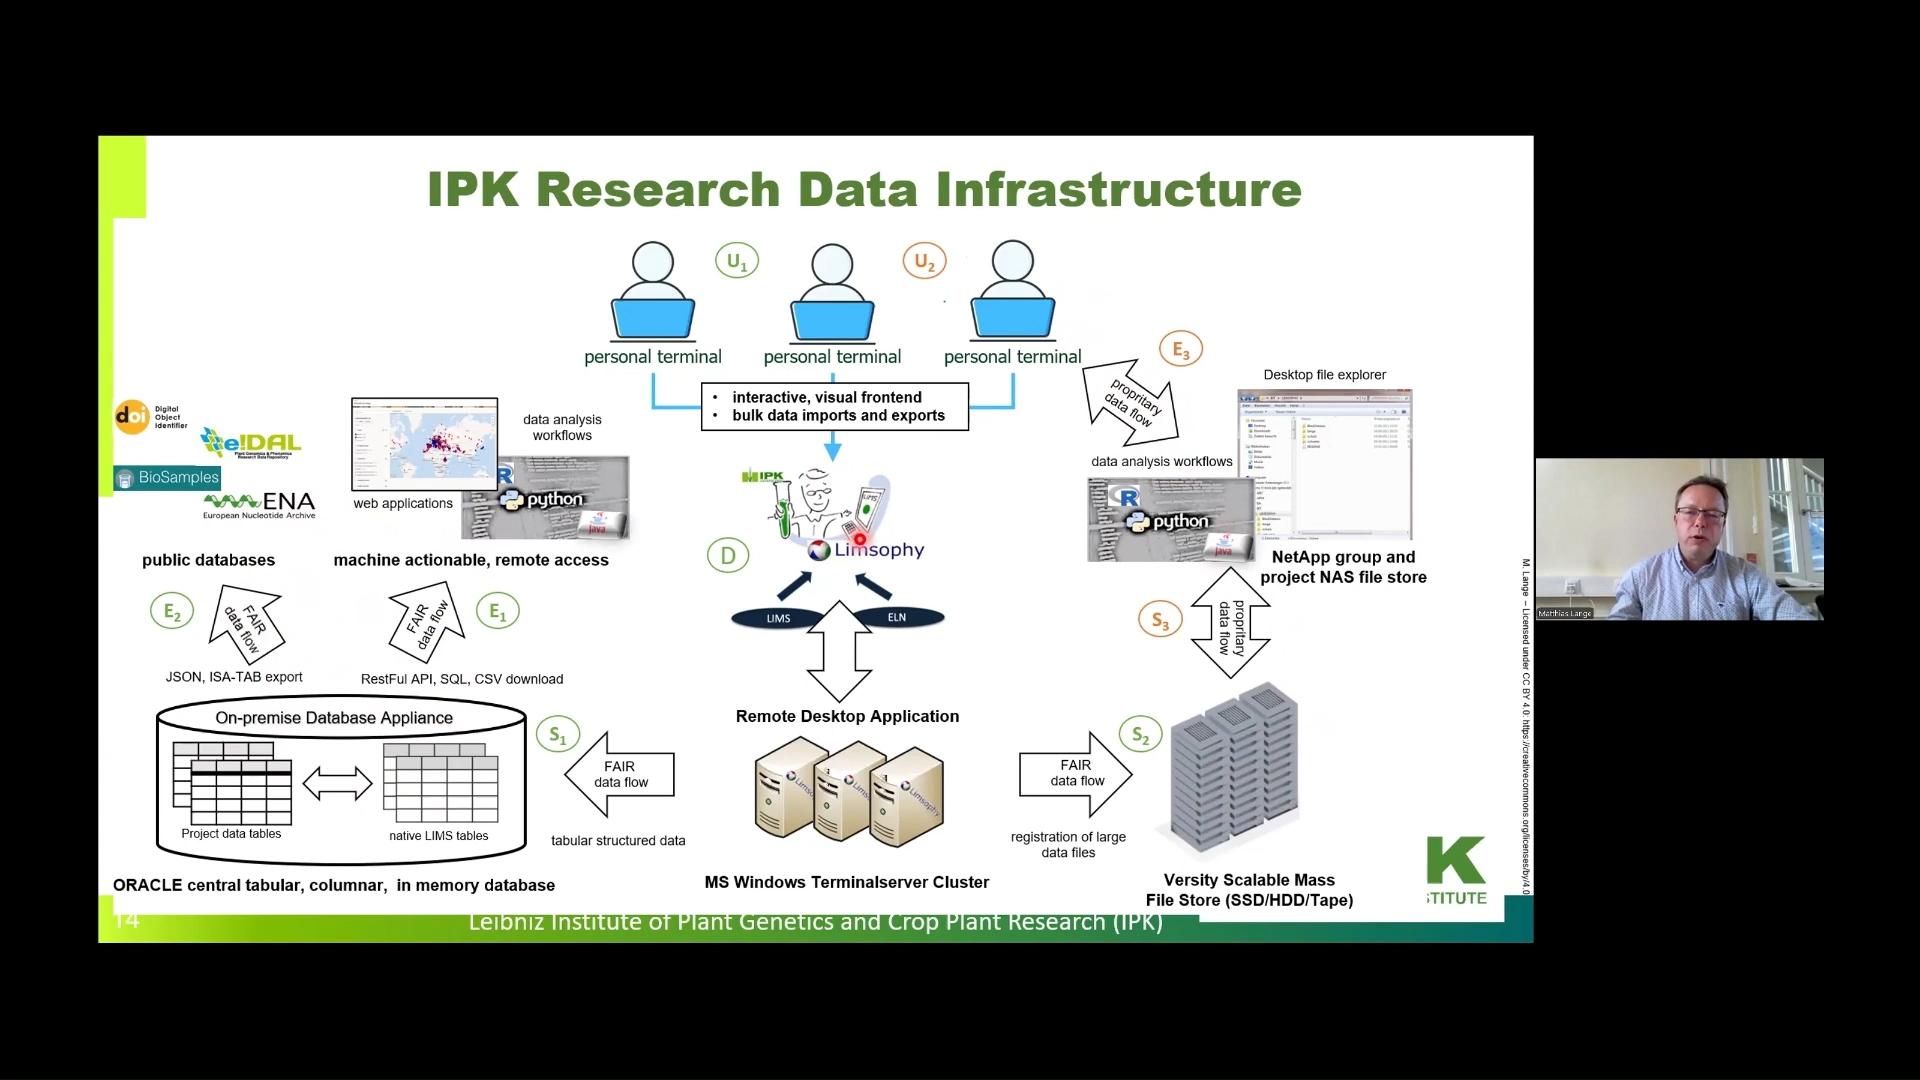 IPK Research Data Infrastructure
U1
U2
personal terminal
personal terminal
personal terminal
• interactive, visual frontend
• bulk data imports and exports
E3
propritary
data flow
Desktop file explorer
doi
Digital
Object
Identifier
e!DAL
Plant Genomics & Phenomics
Research Data Repository
BioSamples
ENA
European Nucleotide Archive
data analysis
workflows
web applications
R
python
Java
public databases
machine actionable, remote access
IPK
LIMS
Limsophy
D
LIMS
ELN
data analysis workflows
R
python
Java
NetApp group and
project NAS file store
E2
FAIR
data flow
FAIR
data flow
E1
JSON, ISA-TAB export
RestFul API, SQL, CSV download
S3
propritary
data flow
On-premise Database Appliance
Project data tables
native LIMS tables
S1
FAIR
data flow
tabular structured data
Remote Desktop Application
Limsophy
FAIR
data flow
S2
registration of large
data files
ORACLE central tabular, columnar, in memory database
MS Windows Terminalserver Cluster
Versity Scalable Mass
File Store (SSD/HDD/Tape)
K
STITUTE
14
Leibniz Institute of Plant Genetics and Crop Plant Research (IPK)
M. Lange – Licensed under CC BY 4.0: https://creativecommons.org/licenses/by/4.0
Matthias Lange